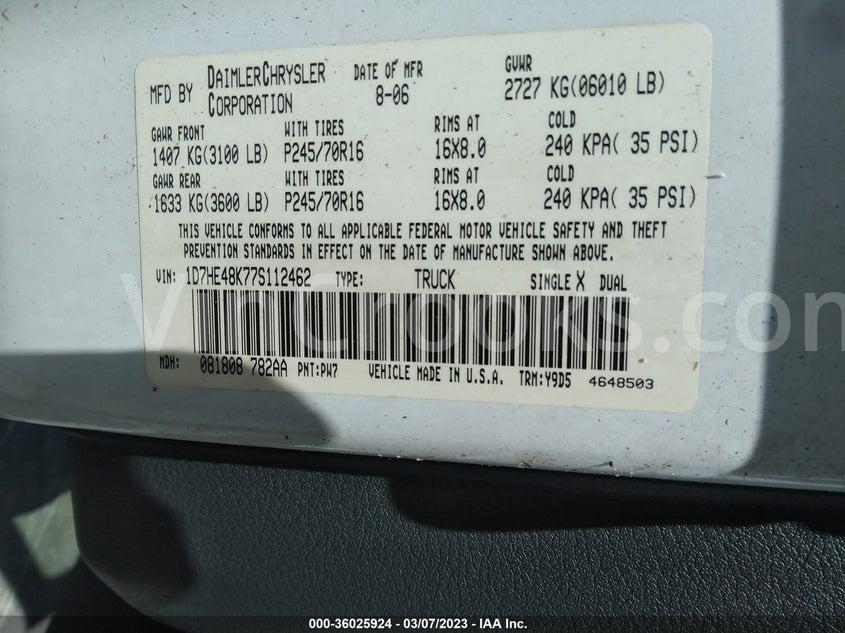 MFD BY DAIMLERCHRYSLER CORPORATION DATE OF MFR 8-06 GVWR 2727 KG(06010 LB)
GAWR FRONT WITH TIRES RIMS AT COLD
1407 KG(3100 LB) P245/70R16 16X8.0 240 KPA( 35 PSI)
GAWR REAR WITH TIRES RIMS AT COLD
1633 KG(3600 LB) P245/70R16 16X8.0 240 KPA( 35 PSI)
THIS VEHICLE CONFORMS TO ALL APPLICABLE FEDERAL MOTOR VEHICLE SAFETY AND THEFT
PREVENTION STANDARDS IN EFFECT ON THE DATE OF MANUFACTURE SHOWN ABOVE.
VIN: 1D7HE48K77S112462 TYPE: TRUCK SINGLE X DUAL
VinCrooks.com
MDH: 081808 782AA PNT:PW7 VEHICLE MADE IN U.S.A. TRM:Y9D5 4648503
000-36025924 - 03/07/2023 - IAA Inc.